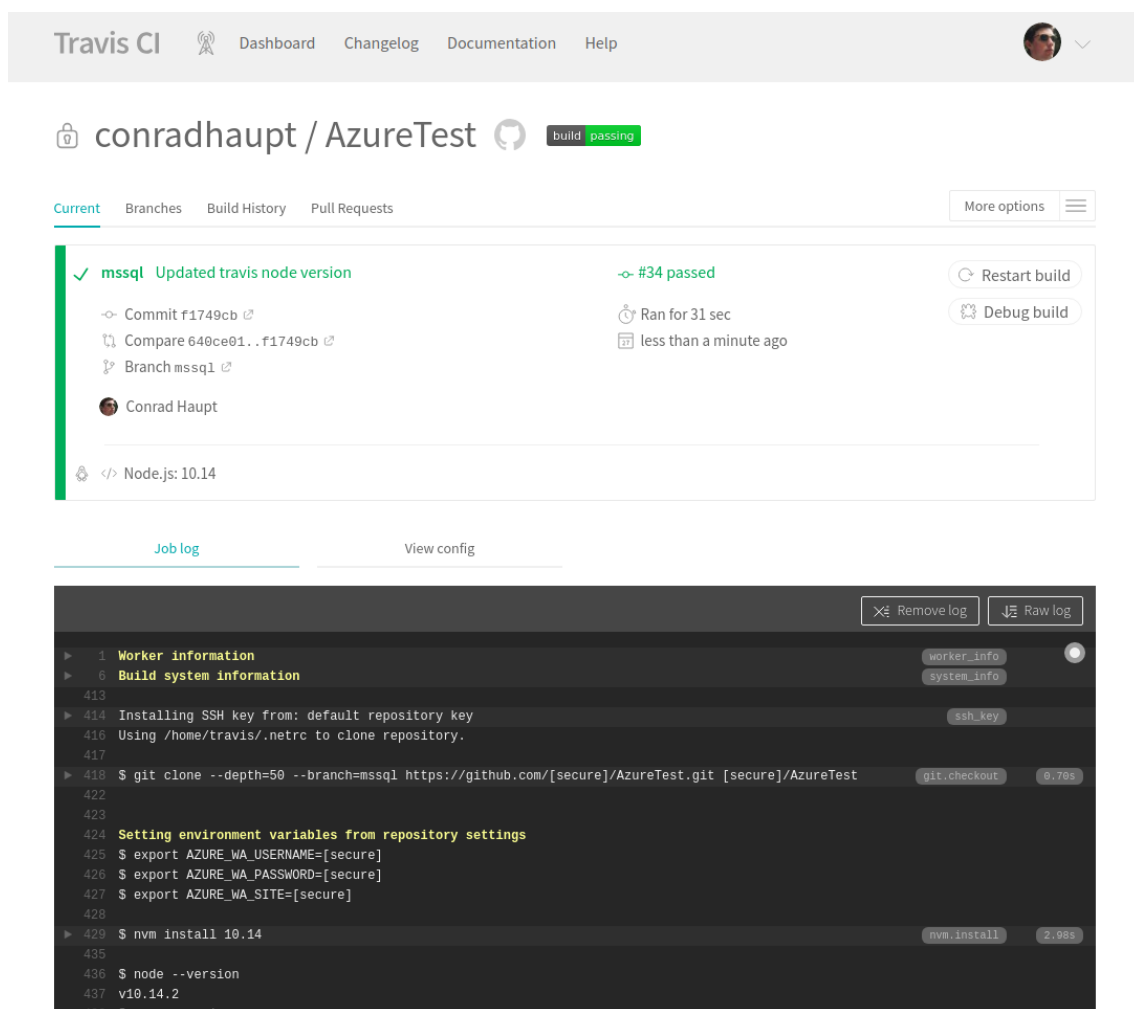 Travis CI Dashboard Changelog Documentation Help
conradhaupt / AzureTest build passing
Current Branches Build History Pull Requests More options
mssql Updated travis node version #34 passed Restart build
Commit f1749cb Ran for 31 sec Debug build
Compare 640ce01..f1749cb 27 less than a minute ago
Branch mssql
Conrad Haupt
</> Node.js: 10.14
Job log View config
Remove log Raw log
1 Worker information worker_info
6 Build system information system_info
413
414 Installing SSH key from: default repository key ssh_key
416 Using /home/travis/.netrc to clone repository.
417
418 $ git clone --depth=50 --branch=mssql https://github.com/[secure]/AzureTest.git [secure]/AzureTest git.checkout 0.70s
422
423
424 Setting environment variables from repository settings
425 $ export AZURE_WA_USERNAME=[secure]
426 $ export AZURE_WA_PASSWORD=[secure]
427 $ export AZURE_WA_SITE=[secure]
428
429 $ nvm install 10.14 nvm.install 2.98s
435
436 $ node --version
437 v10.14.2